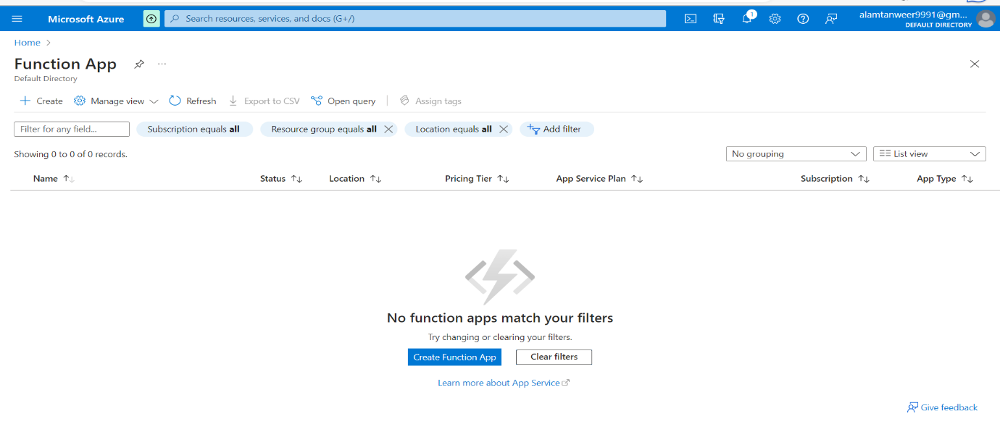 Microsoft Azure
Search resources, services, and docs (G+/)
1
alamtanweer9991@gm...
DEFAULT DIRECTORY
Home >
Function App
...
Default Directory
+ Create
Manage view
Refresh
Export to CSV
Open query
Assign tags
Filter for any field...
Subscription equals all
Resource group equals all
Location equals all
Add filter
Showing 0 to 0 of 0 records.
No grouping
List view
Name
Status
Location
Pricing Tier
App Service Plan
Subscription
App Type
No function apps match your filters
Try changing or clearing your filters.
Create Function App
Clear filters
Learn more about App Service
Give feedback